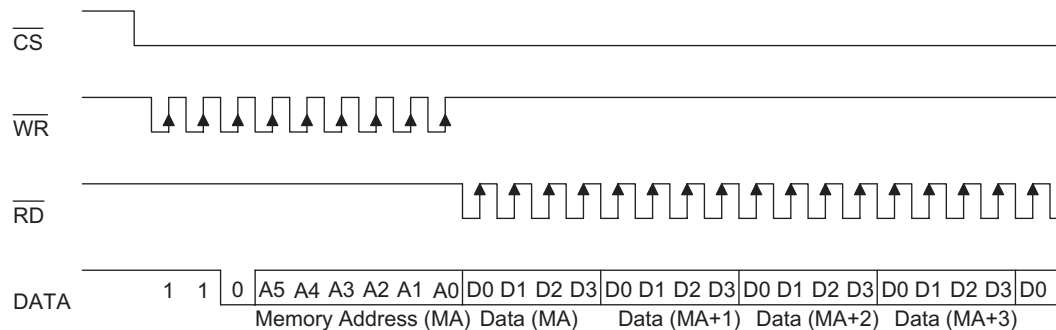 CS
WR
RD
DATA 1 1 0 A5 A4 A3 A2 A1 A0 D0 D1 D2 D3 D0 D1 D2 D3 D0 D1 D2 D3 D0 D1 D2 D3 D0
Memory Address (MA) Data (MA) Data (MA+1) Data (MA+2) Data (MA+3)